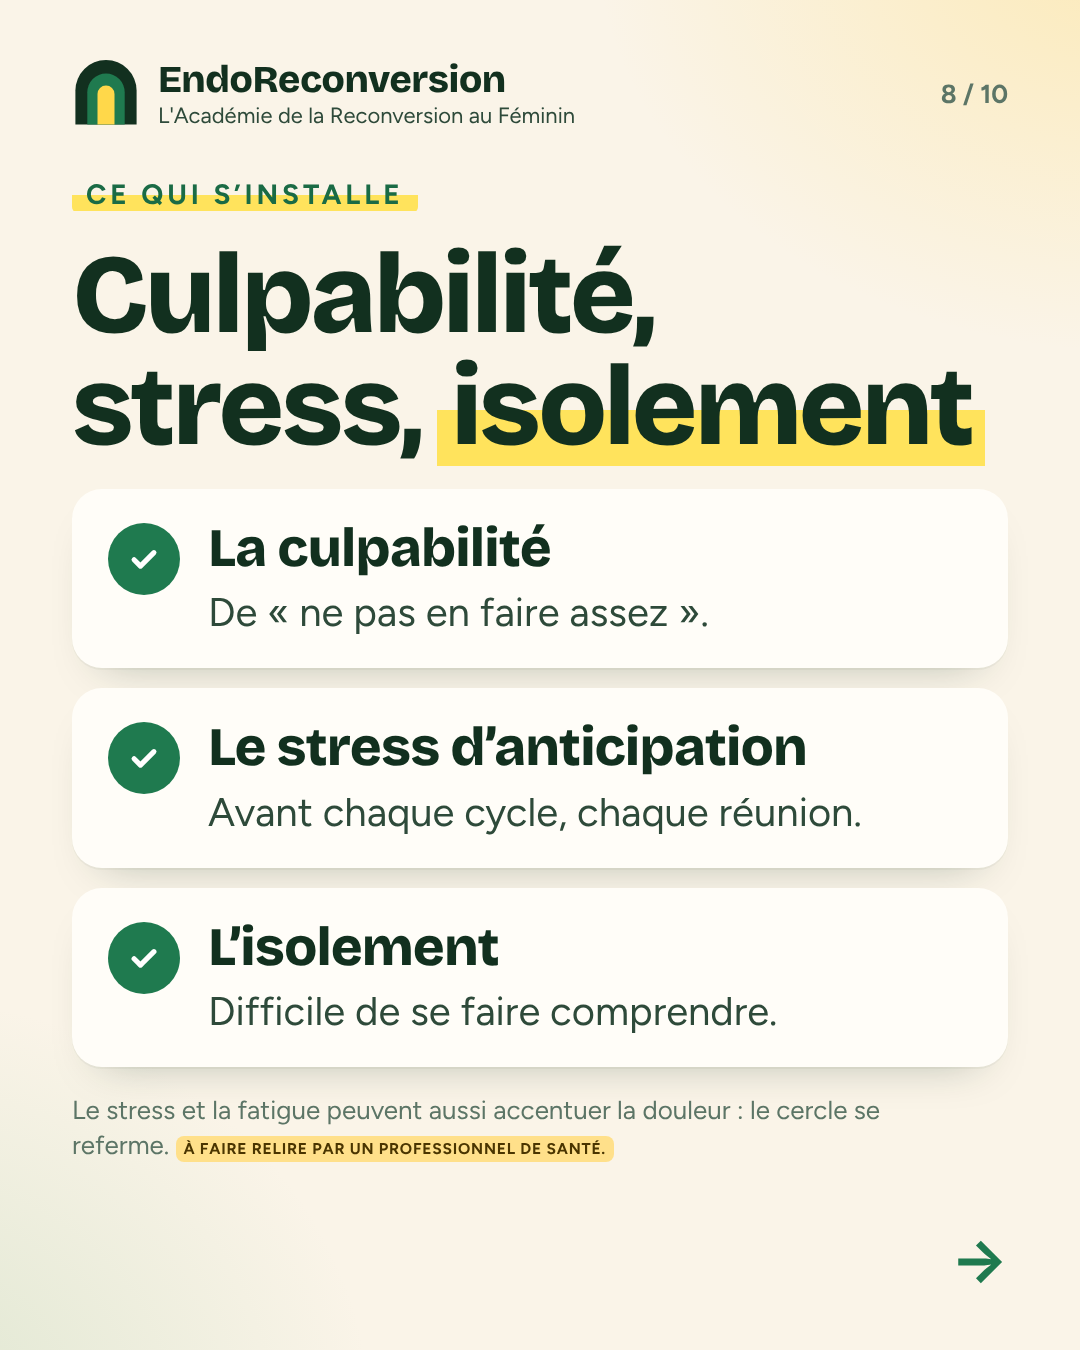 EndoReconversion
L'Académie de la Reconversion au Féminin
8 / 10
CE QUI S’INSTALLE
Culpabilité,
stress, isolement
La culpabilité
De « ne pas en faire assez ».
Le stress d’anticipation
Avant chaque cycle, chaque réunion.
L’isolement
Difficile de se faire comprendre.
Le stress et la fatigue peuvent aussi accentuer la douleur : le cercle se
referme. À FAIRE RELIRE PAR UN PROFESSIONNEL DE SANTÉ.